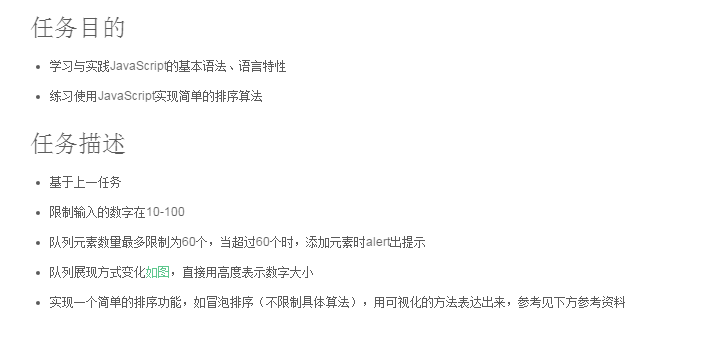 任务目的
学习与实践JavaScript的基本语法、语言特性
练习使用JavaScript实现简单的排序算法
任务描述
基于上一任务
限制输入的数字在10-100
队列元素数量最多限制为60个，当超过60个时，添加元素时alert出提示
队列展现方式变化如图，直接用高度表示数字大小
实现一个简单的排序功能，如冒泡排序（不限制具体算法），用可视化的方法表达出来，参考见下方参考资料